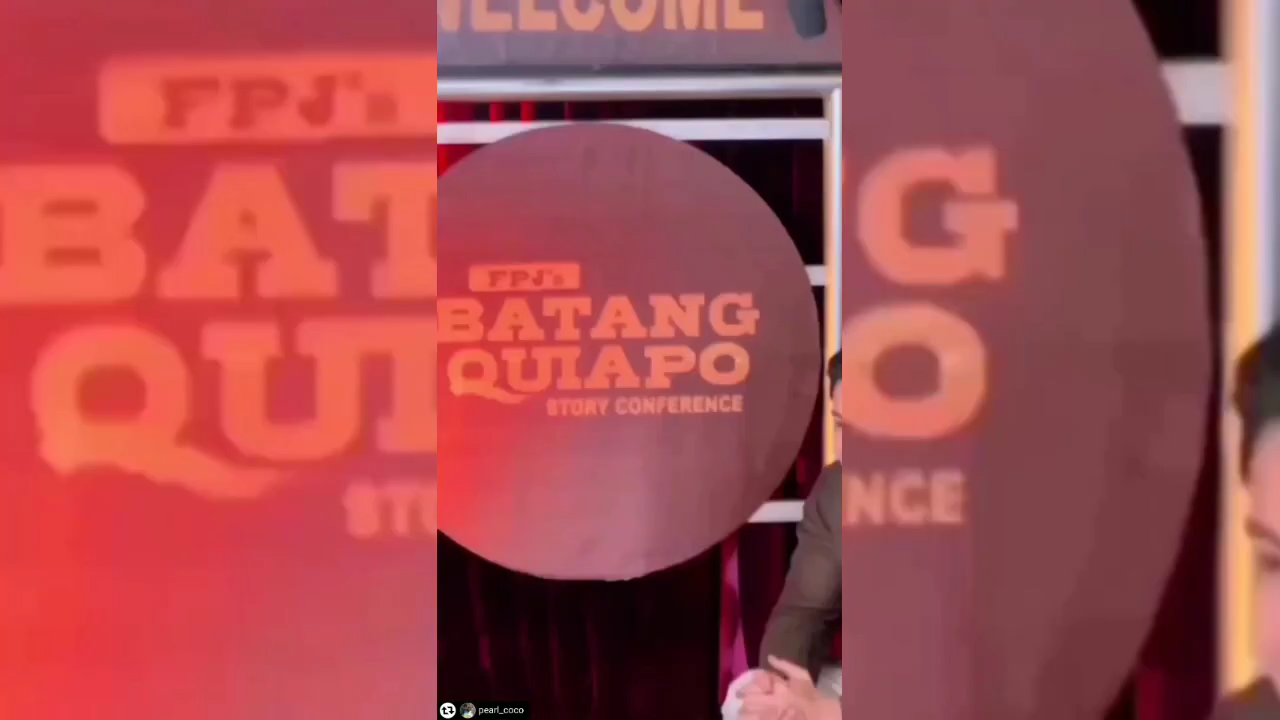 WELCOME
FPJ's
BATANG
QUIAPO
STORY CONFERENCE
pearl_coco